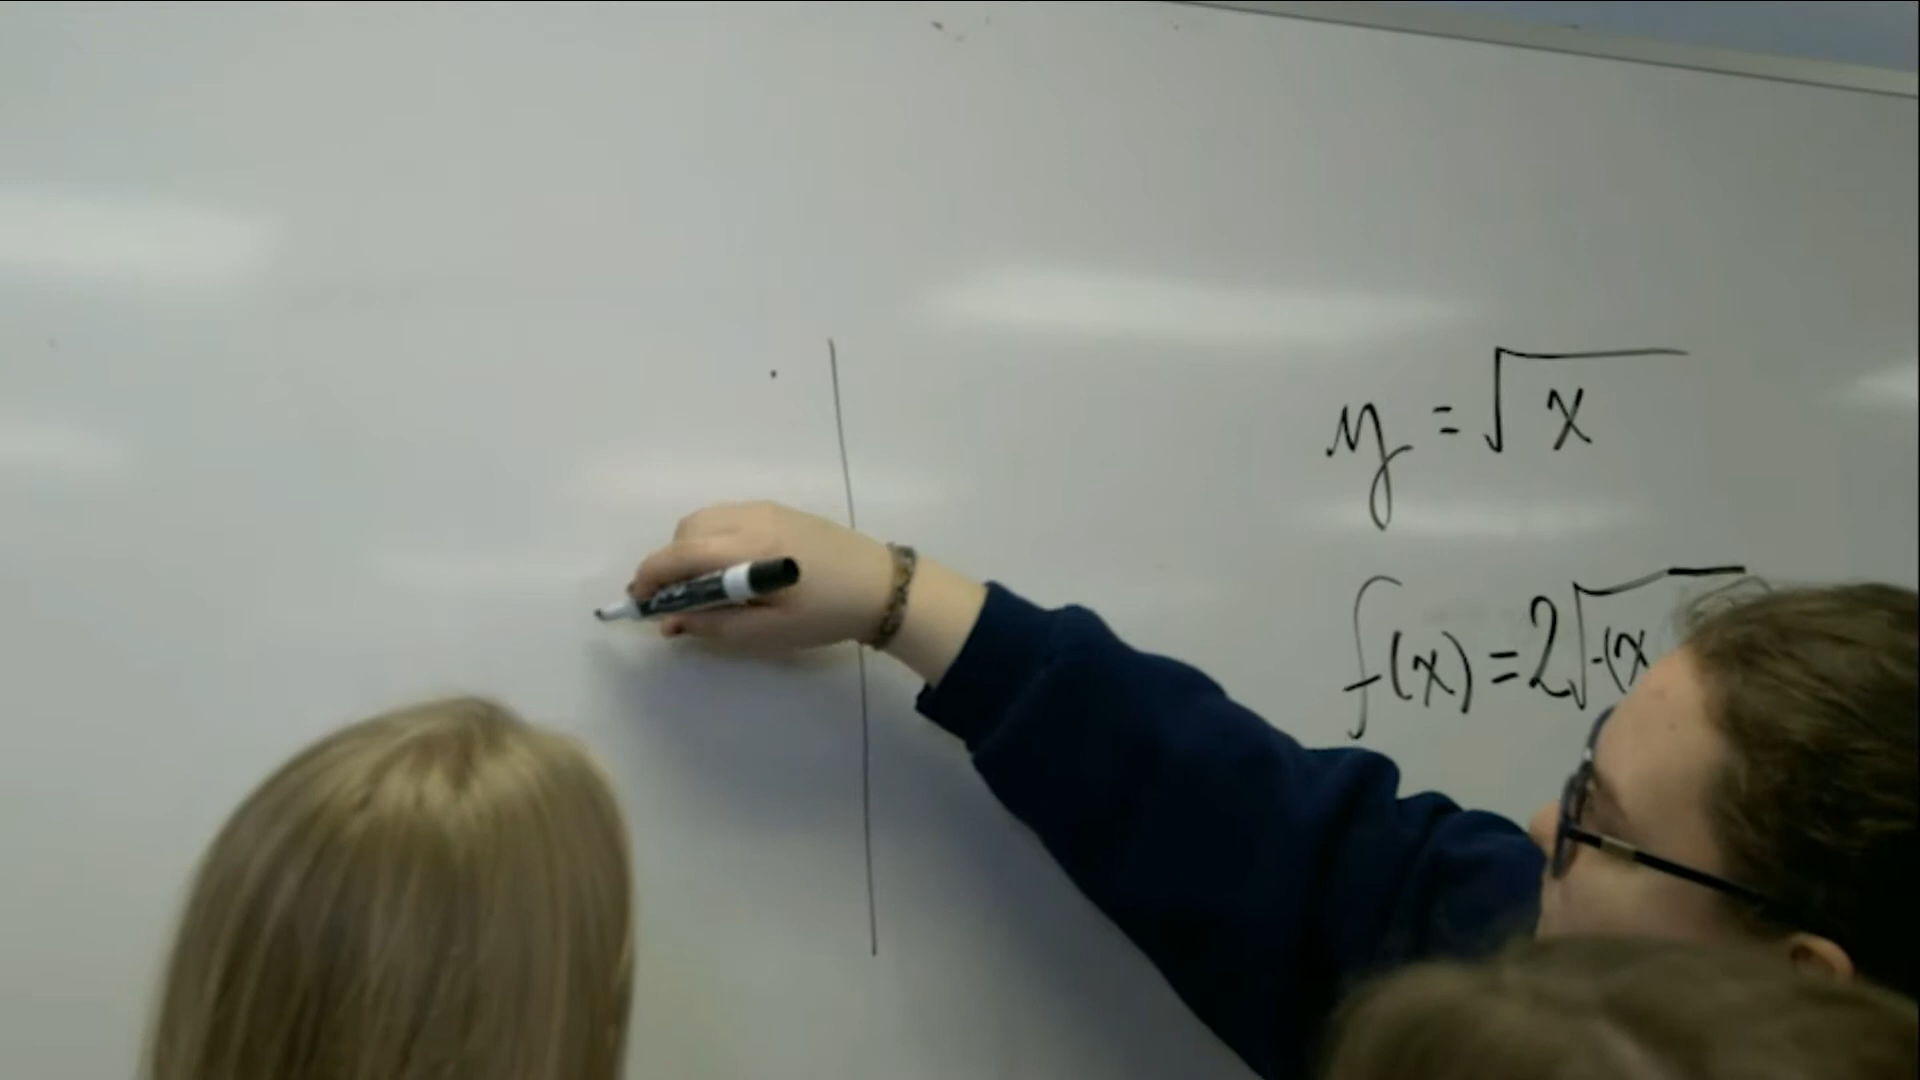 y = √x
f(x) = 2√-(x